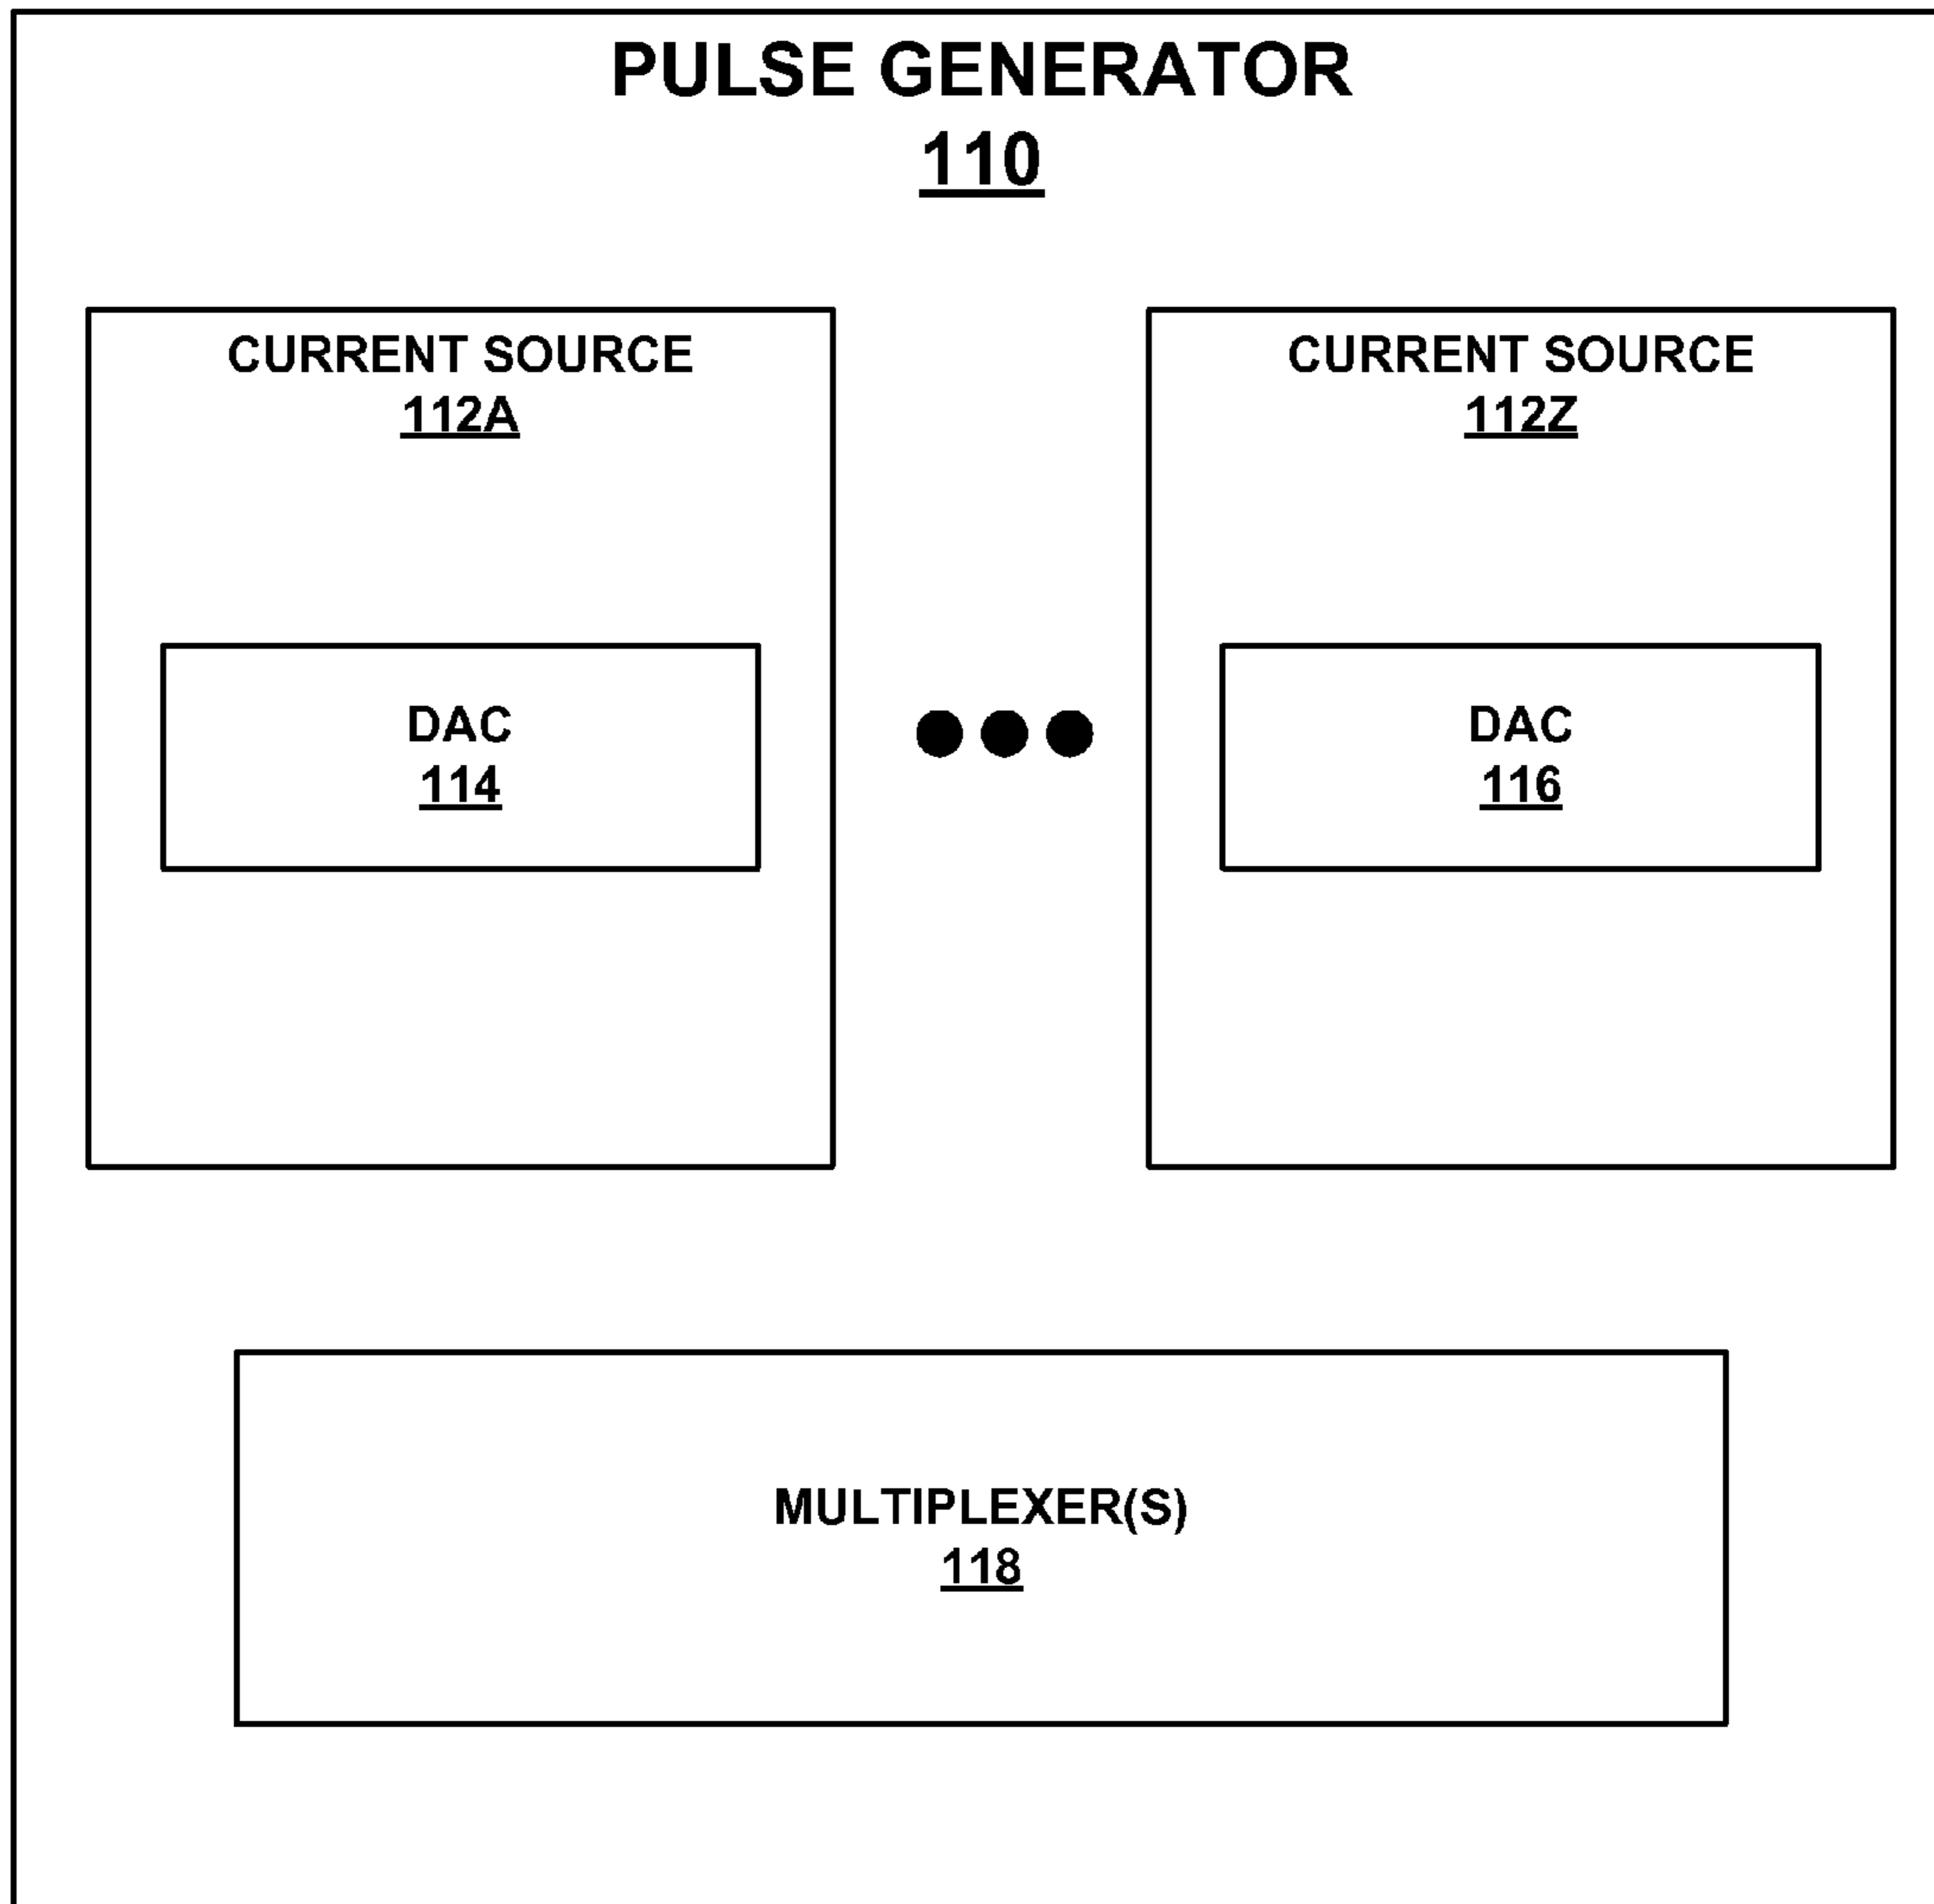 PULSE GENERATOR
110
CURRENT SOURCE
112A
CURRENT SOURCE
112Z
DAC
114
DAC
116
MULTIPLEXER(S)
118